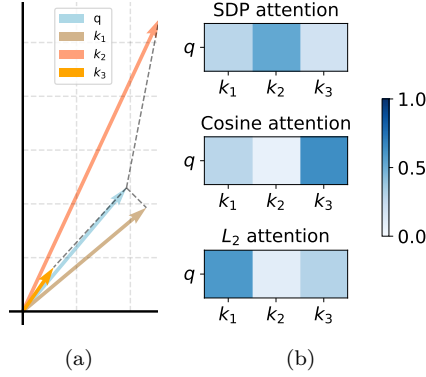 q
k₁
k₂
k₃
(a)
SDP attention
q
k₁ k₂ k₃
Cosine attention
q
k₁ k₂ k₃
L₂ attention
q
k₁ k₂ k₃
1.0
0.5
0.0
(b)